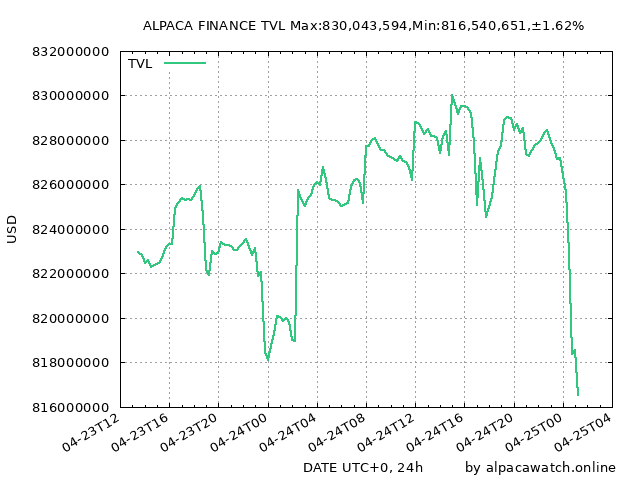 ALPACA FINANCE TVL Max:830,043,594,Min:816,540,651,±1.62%
832000000
TVL
830000000
828000000
826000000
824000000
822000000
820000000
818000000
816000000
USD
04-23T12
04-23T16
04-23T20
04-24T00
04-24T04
04-24T08
04-24T12
04-24T16
04-24T20
04-25T00
04-25T04
DATE UTC+0, 24h
by alpacawatch.online